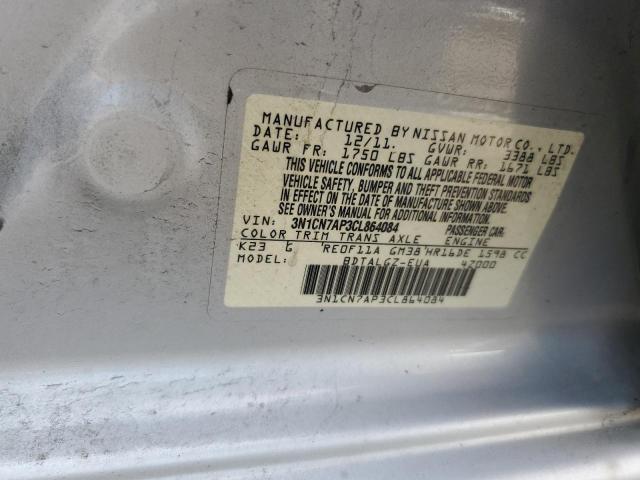 MANUFACTURED BY NISSAN MOTOR CO., LTD.
DATE: 12/11. GVWR: 3388 LBS
GAWR FR: 1750 LBS GAWR RR: 1671 LBS
THIS VEHICLE CONFORMS TO ALL APPLICABLE FEDERAL MOTOR
VEHICLE SAFETY, BUMPER AND THEFT PREVENTION STANDARDS
IN EFFECT ON THE DATE OF MANUFACTURE SHOWN ABOVE.
SEE OWNER'S MANUAL FOR ADDITIONAL INFORMATION
VIN: 3N1CN7AP3CL864084 PASSENGER CAR
COLOR TRIM TRANS AXLE ENGINE
K23 G RE0F11A GM38 HR16DE 1598 CC
MODEL: BDTALGZ-EUA 42000
3N1CN7AP3CL864084